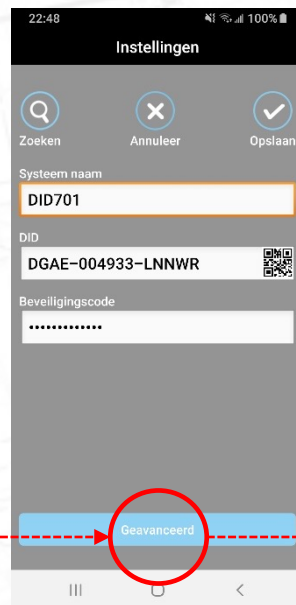 22:48 100%
Instellingen
Zoeken Annuleer Opslaan
Systeem naam
DID701
DID
DGAE-004933-LNNWR
Beveiligingscode
•••••••••••••
Geavanceerd